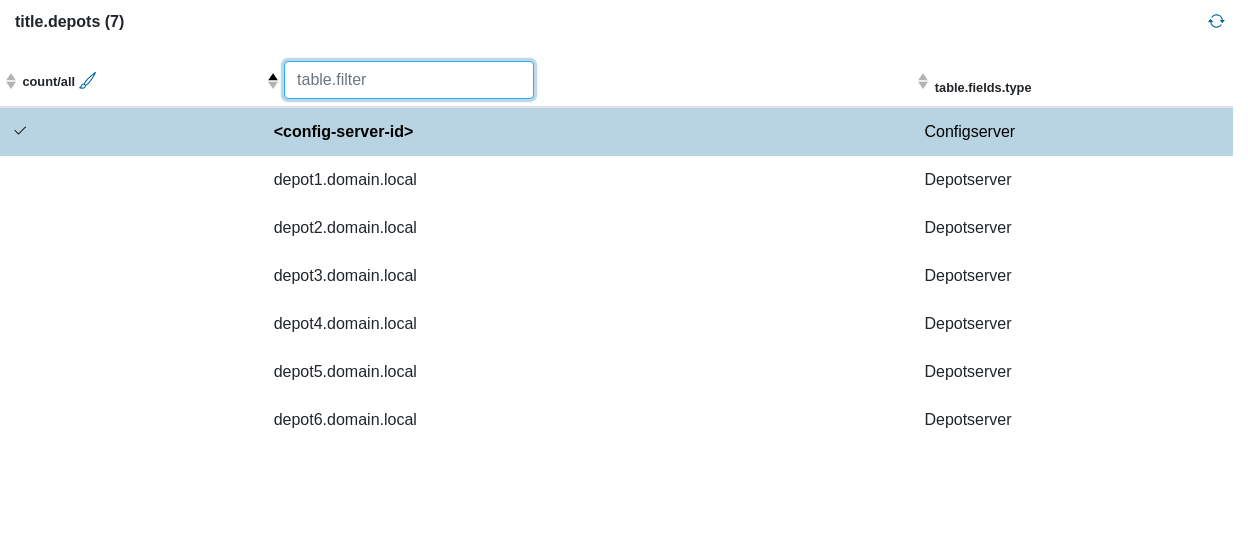 title.depots (7)
count/all table.filter table.fields.type
<config-server-id> Configserver
depot1.domain.local Depotserver
depot2.domain.local Depotserver
depot3.domain.local Depotserver
depot4.domain.local Depotserver
depot5.domain.local Depotserver
depot6.domain.local Depotserver